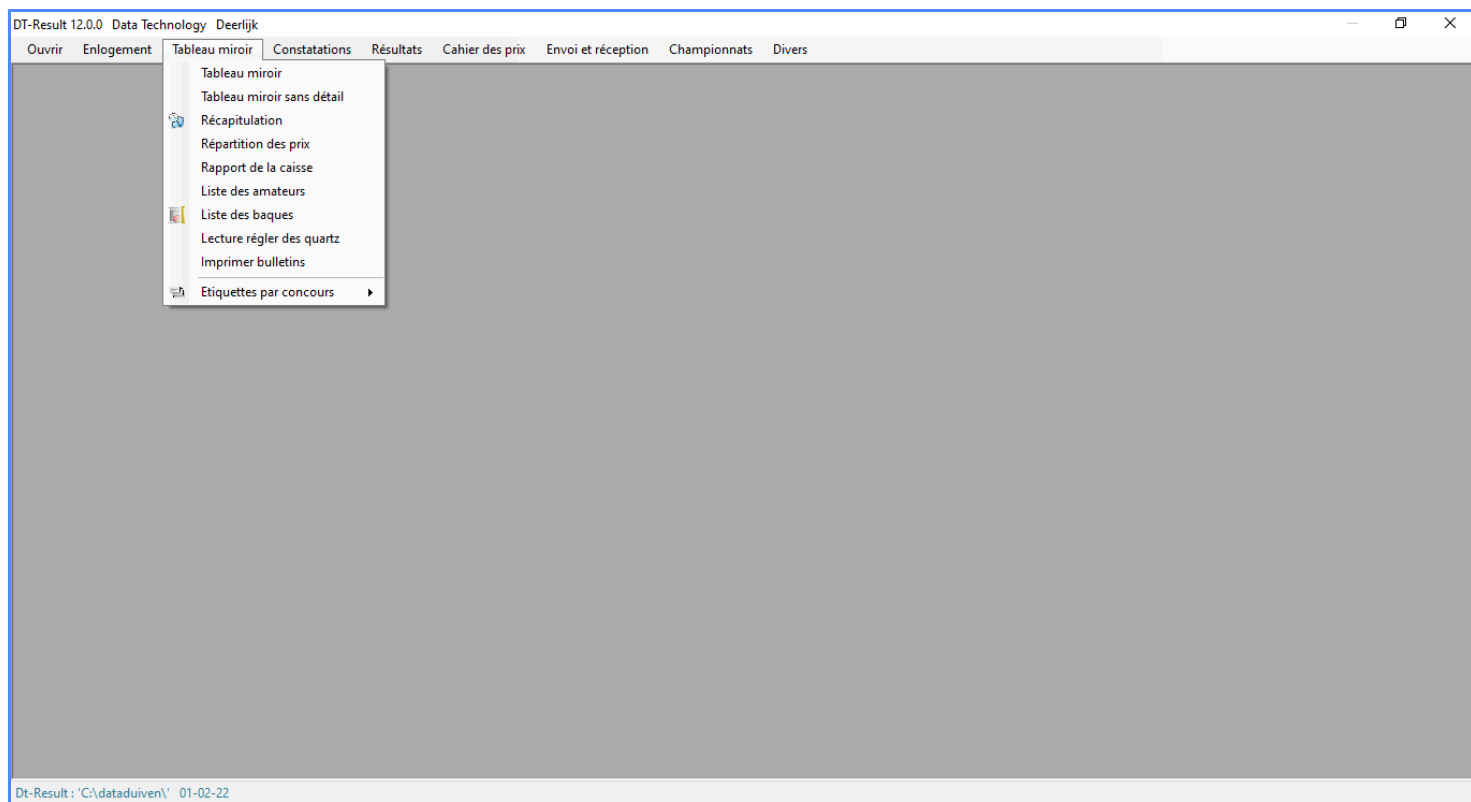 DT-Result 12.0.0 Data Technology Deerlijk
Ouvrir Enlogement Tableau miroir Constatations Résultats Cahier des prix Envoi et réception Championnats Divers
Tableau miroir
Tableau miroir sans détail
Récapitulation
Répartition des prix
Rapport de la caisse
Liste des amateurs
Liste des baques
Lecture régler des quartz
Imprimer bulletins
Etiquettes par concours
Dt-Result : 'C:\dataduiven\' 01-02-22